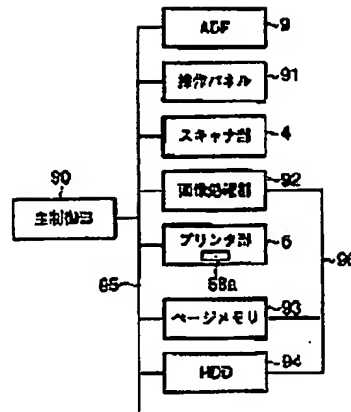 ADF 9
操作パネル 91
スキャナ部 4
90 画像処理部 92
主制御部
プリンタ部 6
68a
95 96
ページメモリ 93
HDD 94